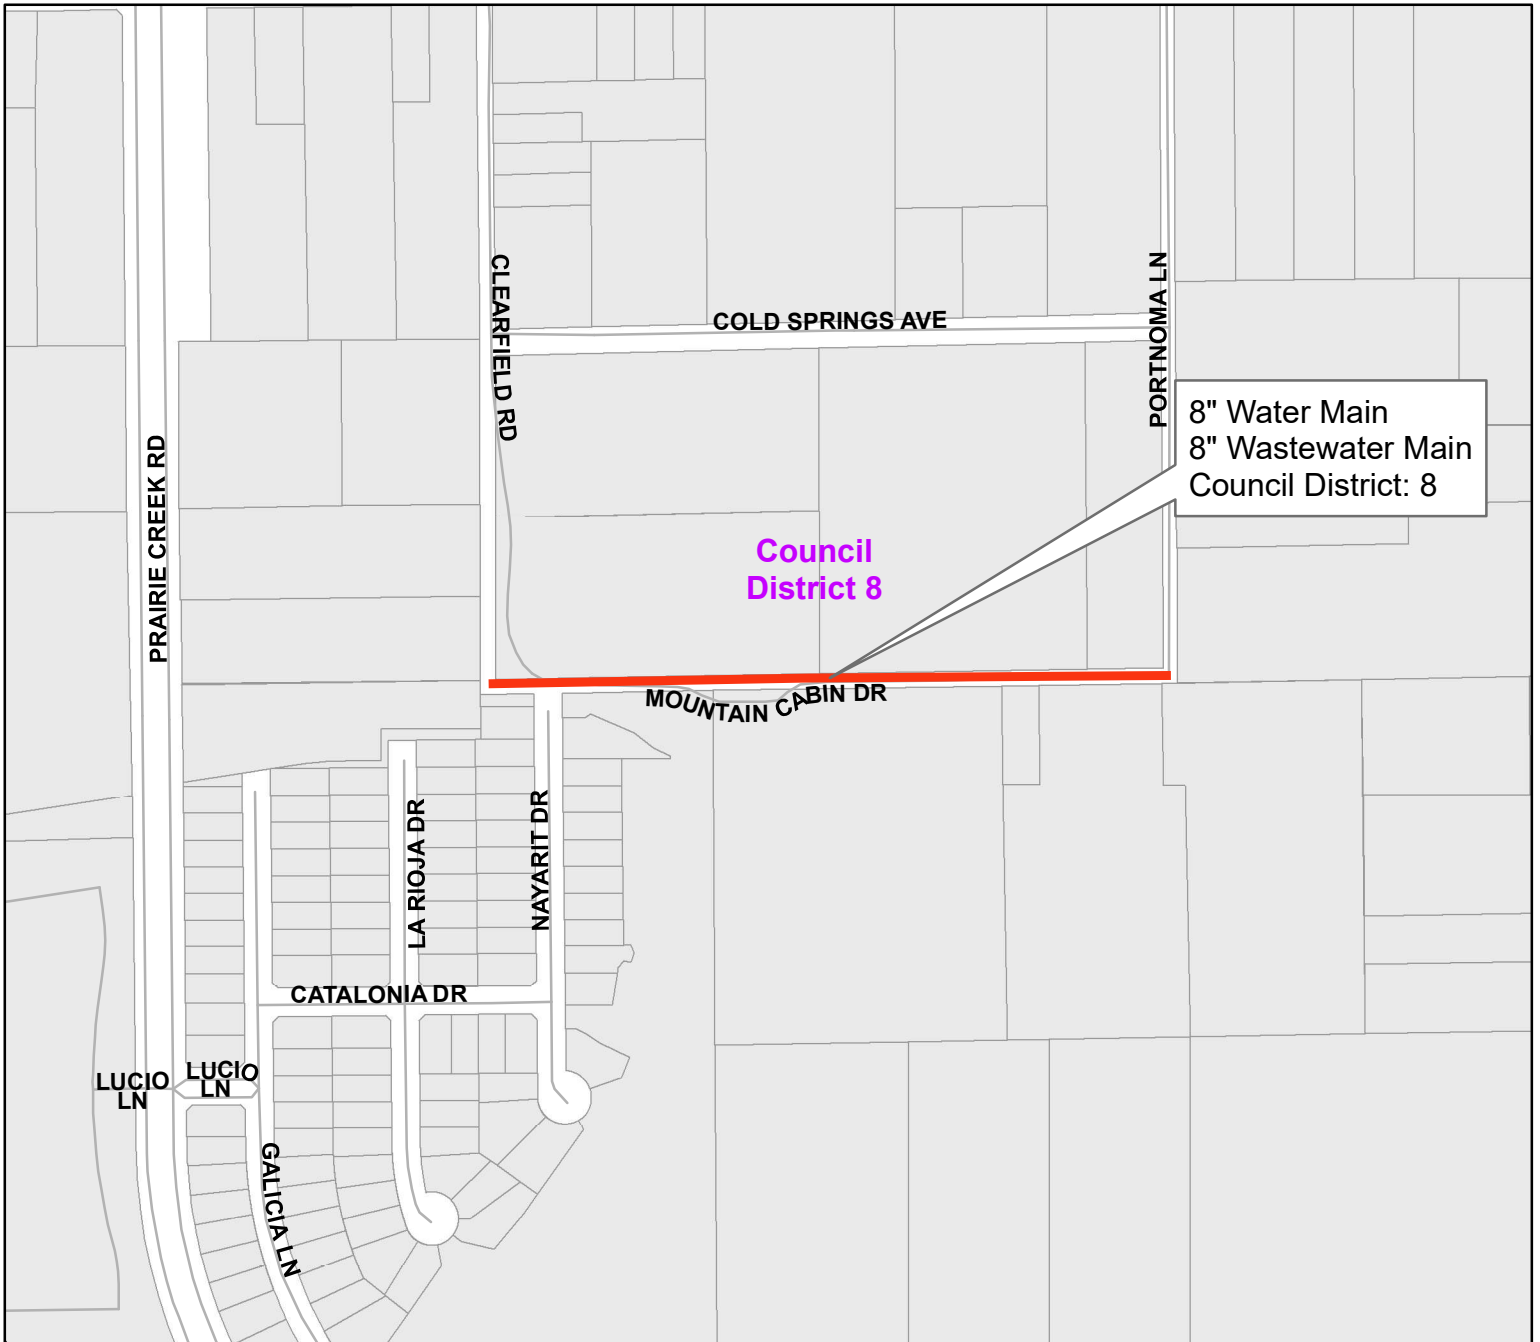 CLEARFIELD RD
COLD SPRINGS AVE
PORTNOMA LN
8" Water Main
8" Wastewater Main
Council District: 8
PRAIRIE CREEK RD
Council
District 8
MOUNTAIN CABIN DR
LA RIOJA DR
NAYARIT DR
CATALONIA DR
LUCIO
LN
LUCIO
LN
GALICIA LN